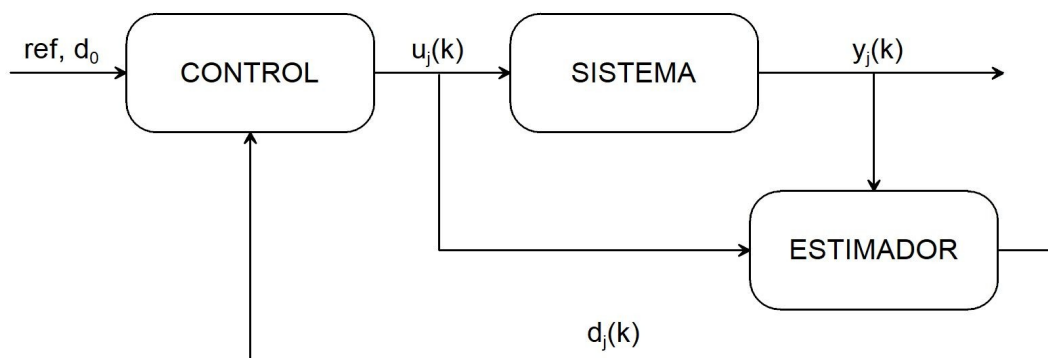 ref, d₀
CONTROL
uⱼ(k)
SISTEMA
yⱼ(k)
ESTIMADOR
dⱼ(k)